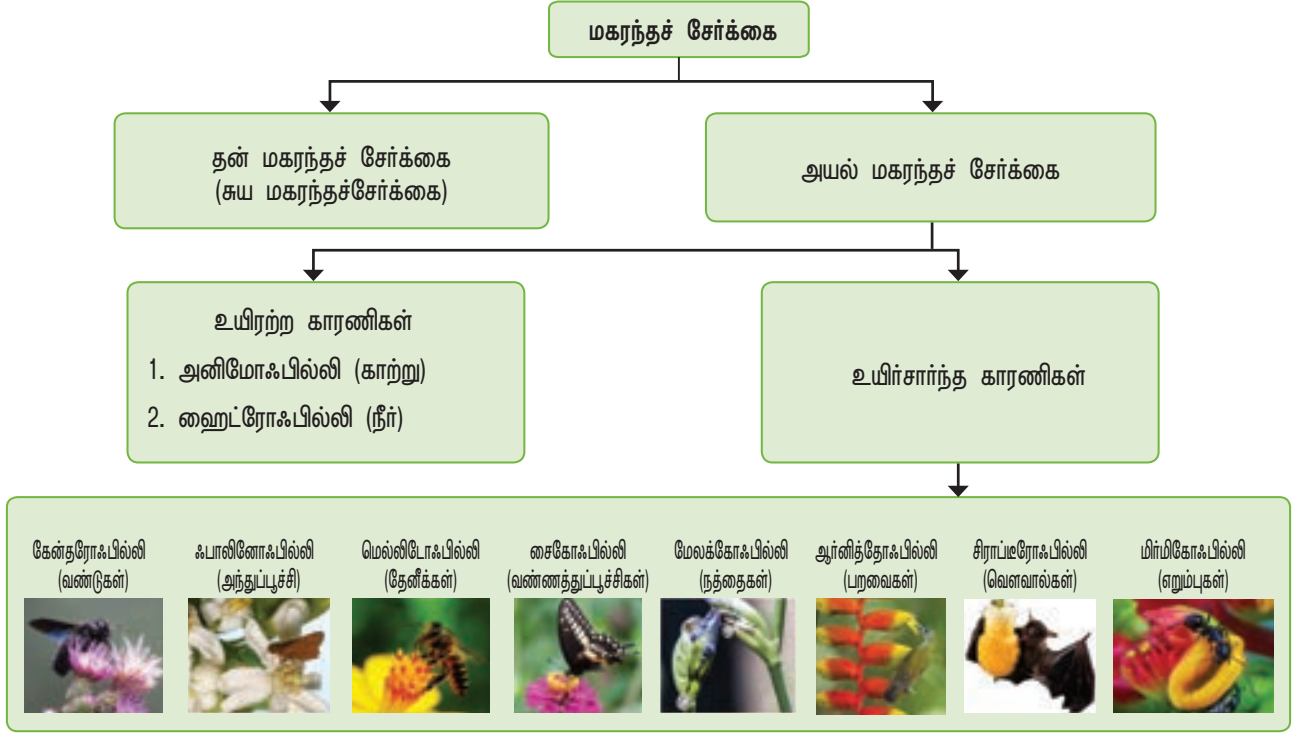 மகரந்தச் சேர்க்கை
தன் மகரந்தச் சேர்க்கை
(சுய மகரந்தச்சேர்க்கை)
அயல் மகரந்தச் சேர்க்கை
உயிரற்ற காரணிகள்
1. அனிமோஃபில்லி (காற்று)
2. ஹைட்ரோஃபில்லி (நீர்)
உயிர்சார்ந்த காரணிகள்
கேன்தரோஃபில்லி
(வண்டுகள்)
ஃபாலினோஃபில்லி
(அந்துப்பூச்சி)
மெல்லிடோஃபில்லி
(தேனீக்கள்)
சைகோஃபில்லி
(வண்ணத்துப்பூச்சிகள்)
மேலக்கோஃபில்லி
(நத்தைகள்)
ஆர்னித்தோஃபில்லி
(பறவைகள்)
சிராப்டீரோஃபில்லி
(வௌவால்கள்)
மிர்மிகோஃபில்லி
(எறும்புகள்)